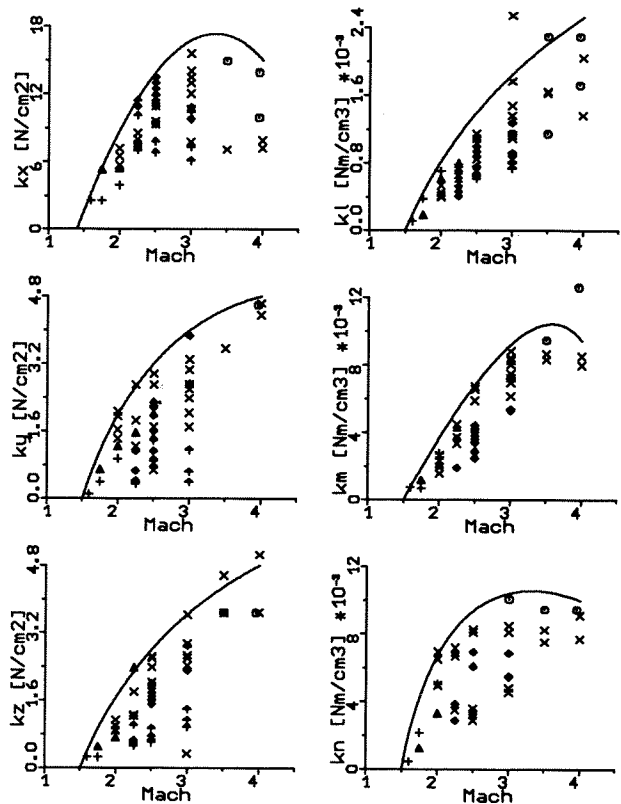 kx [N/cm2]
18
12
6
0
1 2 3 4
Mach
kl [Nm/cm3] *10⁻³
2.4
1.6
0.8
0.0
1 2 3 4
Mach
ky [N/cm2]
4.8
3.2
1.6
0.0
1 2 3 4
Mach
km [Nm/cm3] *10⁻³
12
8
4
0
1 2 3 4
Mach
kz [N/cm2]
4.8
3.2
1.6
0.0
1 2 3 4
Mach
kn [Nm/cm3] *10⁻³
12
8
4
0
1 2 3 4
Mach